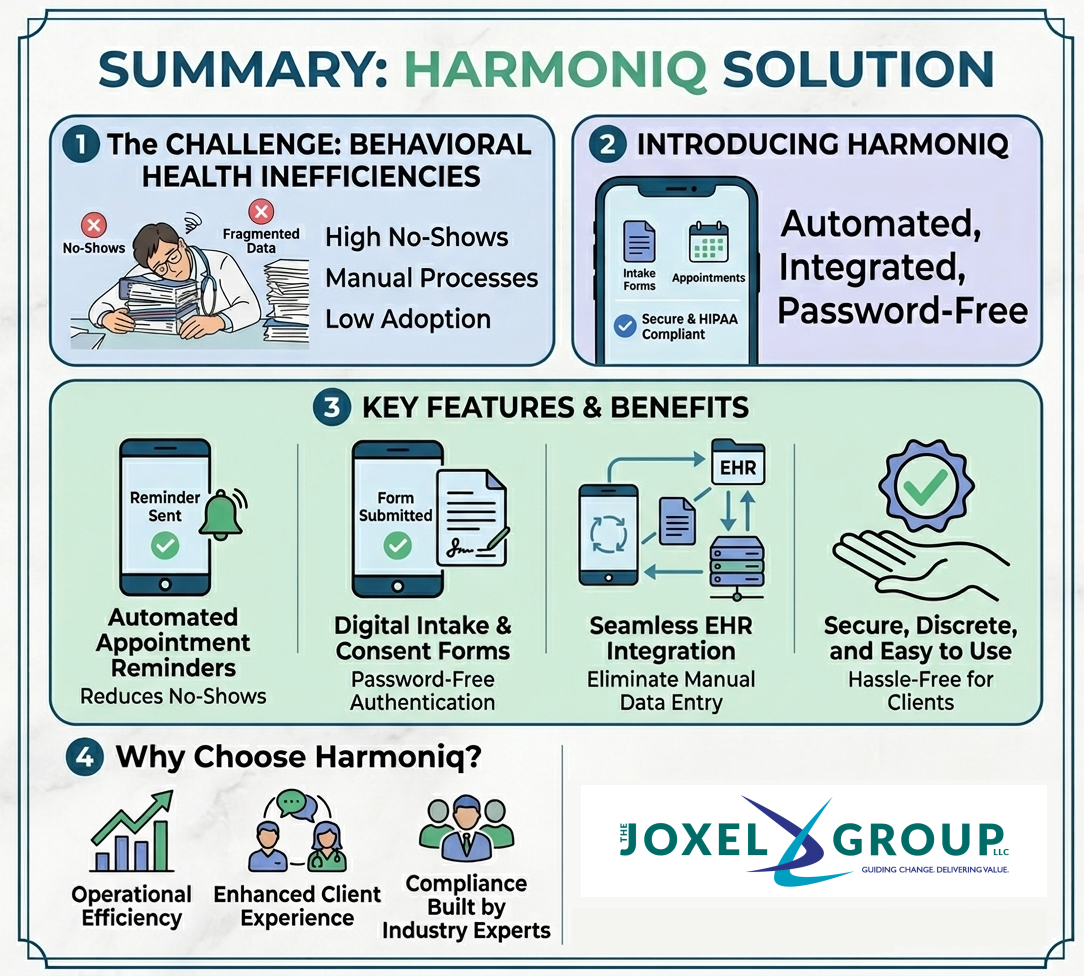 SUMMARY: HARMONIQ SOLUTION
1 The CHALLENGE: BEHAVIORAL
HEALTH INEFFICIENCIES
No-Shows
Fragmented
Data
High No-Shows
Manual Processes
Low Adoption
2 INTRODUCING HARMONIQ
Intake
Forms
Appointments
Secure & HIPAA
Compliant
Automated,
Integrated,
Password-Free
3 KEY FEATURES & BENEFITS
Reminder
Sent
Automated
Appointment
Reminders
Reduces No-Shows
Form
Submitted
Digital Intake &
Consent Forms
Password-Free
Authentication
EHR
Seamless EHR
Integration
Eliminate Manual
Data Entry
Secure, Discrete,
and Easy to Use
Hassle-Free for
Clients
4 Why Choose Harmoniq?
Operational
Efficiency
Enhanced Client
Experience
Compliance
Built by
Industry Experts
THE JOXEL GROUP LLC
GUIDING CHANGE. DELIVERING VALUE.